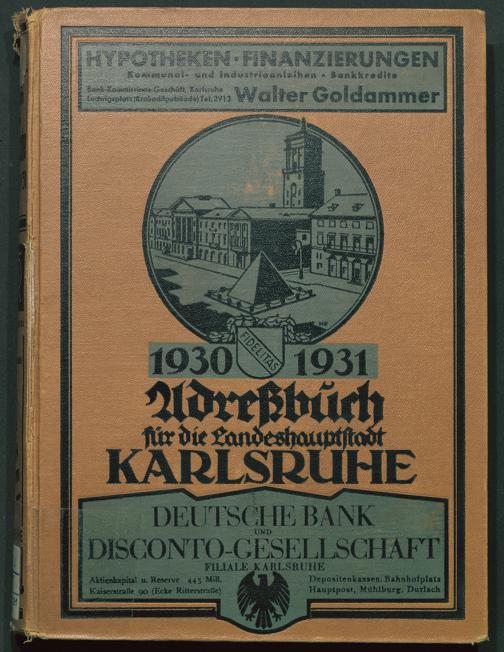 HYPOTHEKEN · FINANZIERUNGEN
Kommunal- und Industrieanleihen · Bankkredite
Bank-Kommissions-Geschäft, Karlsruhe
Ludwigsplatz (Krokodilgebäude) Tel. 2913 Walter Goldammer
FIDELITAS
1930 1931
Adreßbuch
für die Landeshauptstadt
KARLSRUHE
DEUTSCHE BANK
UND
DISCONTO-GESELLSCHAFT
FILIALE KARLSRUHE
Aktienkapital u. Reserve 445 Mill.
Kaiserstraße 90 (Ecke Ritterstraße)
Depositenkassen: Bahnhofplatz
Hauptpost, Mühlburg, Durlach